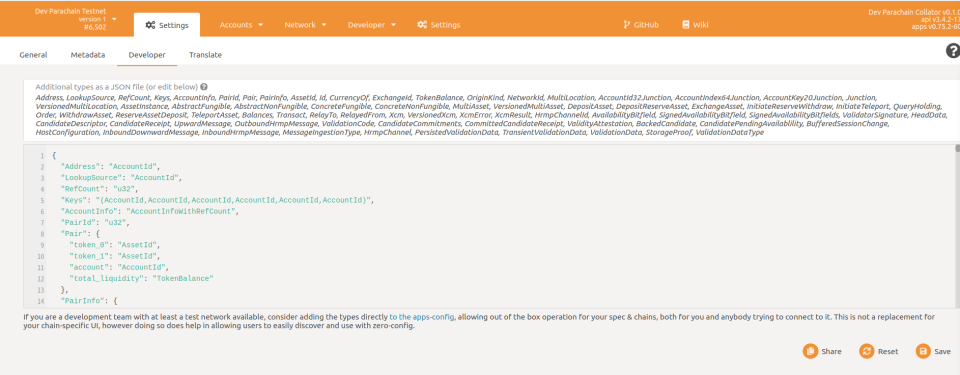 Dev Parachain Testnet
version 1
#6,502
Settings
Accounts
Network
Developer
Settings
GitHub
Wiki
Dev Parachain Collator v0.1.0
api v3.4.2-1
apps v0.75.2-60
General
Metadata
Developer
Translate
Additional types as a JSON file (or edit below)
Address, LookupSource, RefCount, Keys, AccountInfo, PairId, Pair, PairInfo, AssetId, Id, CurrencyOf, ExchangeId, TokenBalance, OriginKind, NetworkId, MultiLocation, AccountId32Junction, AccountIndex64Junction, AccountKey20Junction, Junction,
VersionedMultiLocation, AssetInstance, AbstractFungible, AbstractNonFungible, ConcreteFungible, ConcreteNonFungible, MultiAsset, VersionedMultiAsset, DepositAsset, DepositReserveAsset, ExchangeAsset, InitiateReserveWithdraw, InitiateTeleport, QueryHolding,
Order, WithdrawAsset, ReserveAssetDeposit, TeleportAsset, Balances, Transact, RelayTo, RelayedFrom, Xcm, VersionedXcm, XcmError, XcmResult, HrmpChannelId, AvailabilityBitfield, SignedAvailabilityBitfield, SignedAvailabilityBitfields, ValidatorSignature, HeadData,
CandidateDescriptor, CandidateReceipt, UpwardMessage, OutboundHrmpMessage, ValidationCode, CandidateCommitments, CommittedCandidateReceipt, ValidityAttestation, BackedCandidate, CandidatePendingAvailablility, BufferedSessionChange,
HostConfiguration, InboundDownwardMessage, InboundHrmpMessage, MessageIngestionType, HrmpChannel, PersistedValidationData, TransientValidationData, ValidationData, StorageProof, ValidationDataType
1 {
2 "Address": "AccountId",
3 "LookupSource": "AccountId",
4 "RefCount": "u32",
5 "Keys": "(AccountId,AccountId,AccountId,AccountId,AccountId,AccountId)",
6 "AccountInfo": "AccountInfoWithRefCount",
7 "PairId": "u32",
8 "Pair": {
9 "token_0": "AssetId",
10 "token_1": "AssetId",
11 "account": "AccountId",
12 "total_liquidity": "TokenBalance"
13 },
14 "PairInfo": {
If you are a development team with at least a test network available, consider adding the types directly to the apps-config, allowing out of the box operation for your spec & chains, both for you and anybody trying to connect to it. This is not a replacement for
your chain-specific UI, however doing so does help in allowing users to easily discover and use with zero-config.
Share
Reset
Save